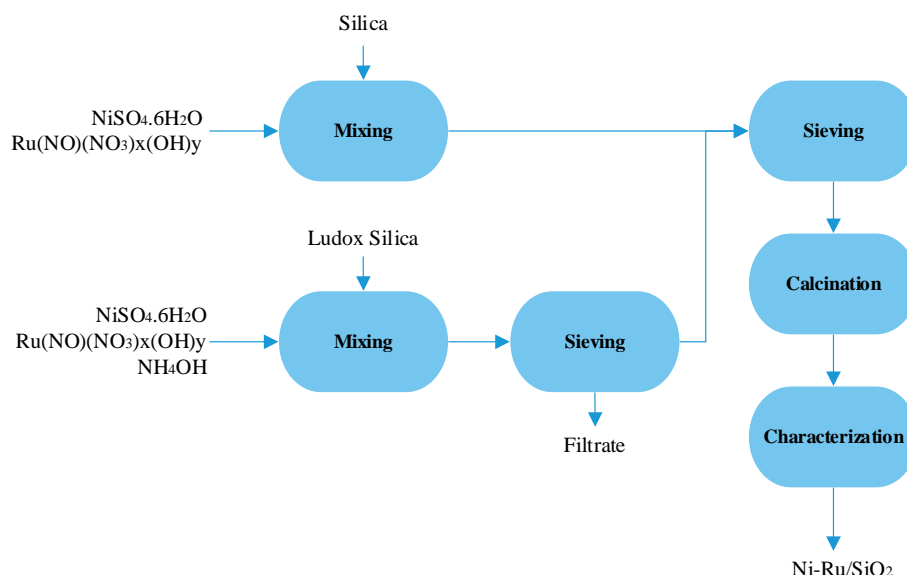 Silica
NiSO₄.6H₂O
Ru(NO)(NO₃)x(OH)y
Mixing
Sieving
Ludox Silica
Calcination
NiSO₄.6H₂O
Ru(NO)(NO₃)x(OH)y
NH₄OH
Mixing
Sieving
Characterization
Filtrate
Ni-Ru/SiO₂